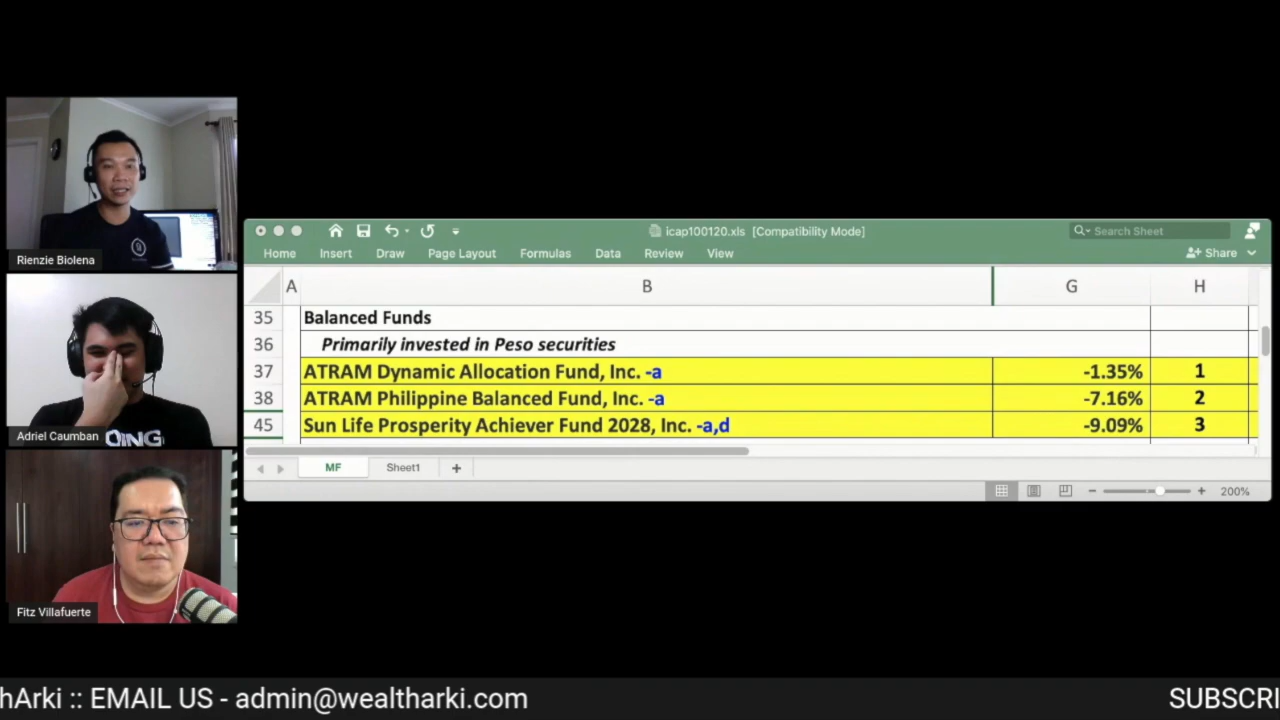 Rienzie Biolena
Adriel Caumban
OING
Fitz Villafuerte
icap100120.xls [Compatibility Mode]
Search Sheet
Home Insert Draw Page Layout Formulas Data Review View Share
A B G H
35 Balanced Funds
36 Primarily invested in Peso securities
37 ATRAM Dynamic Allocation Fund, Inc. -a -1.35% 1
38 ATRAM Philippine Balanced Fund, Inc. -a -7.16% 2
45 Sun Life Prosperity Achiever Fund 2028, Inc. -a,d -9.09% 3
MF Sheet1 +
200%
hArki :: EMAIL US - admin@wealtharki.com SUBSCRI